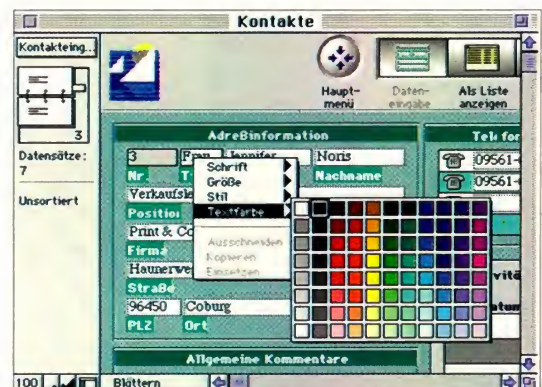 Kontakte
Kontakteing...
3
Datensätze:
7
Unsortiert
Haupt-
menü
Daten-
eingabe
Als Liste
anzeigen
Adreßinformation
3 Frau Jennifer Noris
Nr. Nachname
Verkaufsle
Position
Print & Co
Firma
Haunerwe
Straße
96450 Coburg
PLZ Ort
Schrift
Größe
Stil
Textfarbe
Ausschneiden
Kopieren
Einsetzen
09561-
09561-
Allgemeine Kommentare
100
Blättern